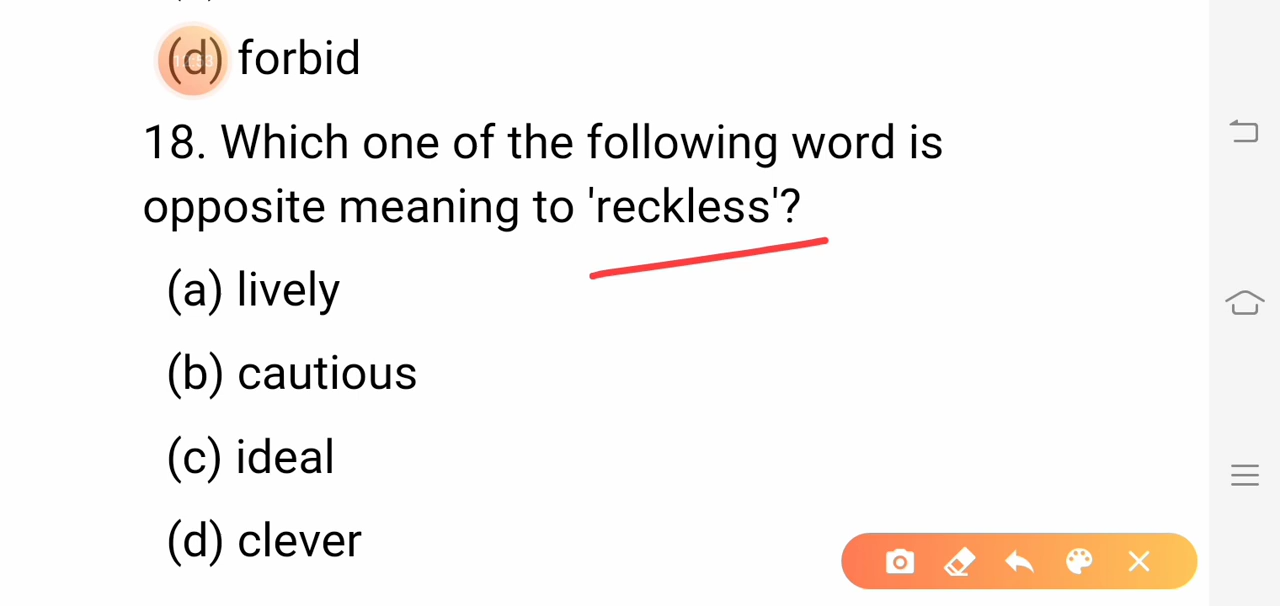 (d) forbid
18. Which one of the following word is
opposite meaning to 'reckless'?
(a) lively
(b) cautious
(c) ideal
(d) clever